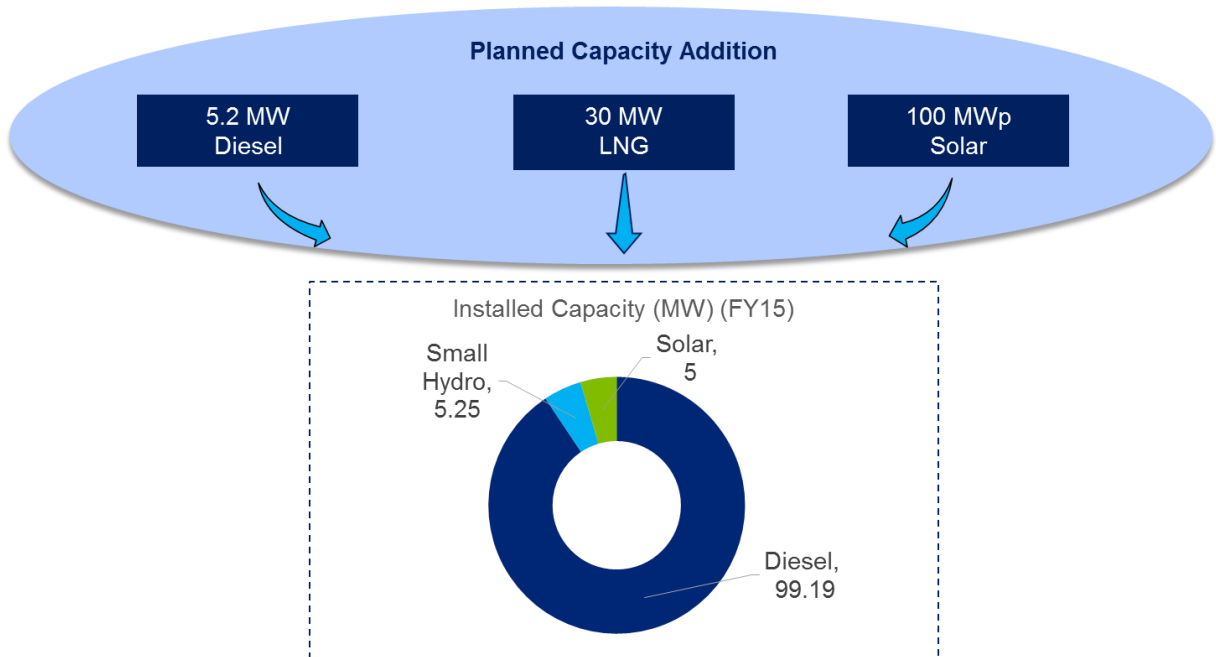 Planned Capacity Addition
5.2 MW
Diesel
30 MW
LNG
100 MWp
Solar
Installed Capacity (MW) (FY15)
Small
Hydro,
5.25
Solar,
5
Diesel,
99.19